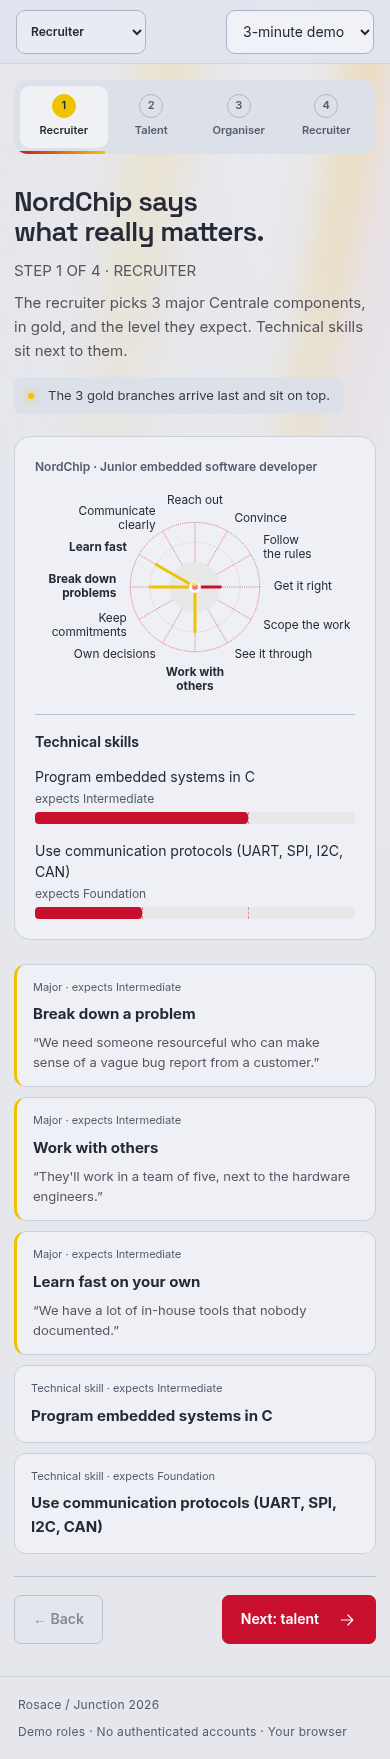 Recruiter
3-minute demo
1
2
3
4
Recruiter
Talent
Organiser
Recruiter
NordChip says
what really matters.
STEP 1 OF 4 · RECRUITER
The recruiter picks 3 major Centrale components,
in gold, and the level they expect. Technical skills
sit next to them.
The 3 gold branches arrive last and sit on top.
NordChip · Junior embedded software developer
Reach out
Convince
Follow
the rules
Get it right
Scope the work
See it through
Work with
others
Own decisions
Keep
commitments
Break down
problems
Learn fast
Communicate
clearly
Technical skills
Program embedded systems in C
expects Intermediate
Use communication protocols (UART, SPI, I2C,
CAN)
expects Foundation
Major · expects Intermediate
Break down a problem
“We need someone resourceful who can make
sense of a vague bug report from a customer.”
Major · expects Intermediate
Work with others
“They'll work in a team of five, next to the hardware
engineers.”
Major · expects Intermediate
Learn fast on your own
“We have a lot of in-house tools that nobody
documented.”
Technical skill · expects Intermediate
Program embedded systems in C
Technical skill · expects Foundation
Use communication protocols (UART, SPI,
I2C, CAN)
← Back
Next: talent →
Rosace / Junction 2026
Demo roles · No authenticated accounts · Your browser